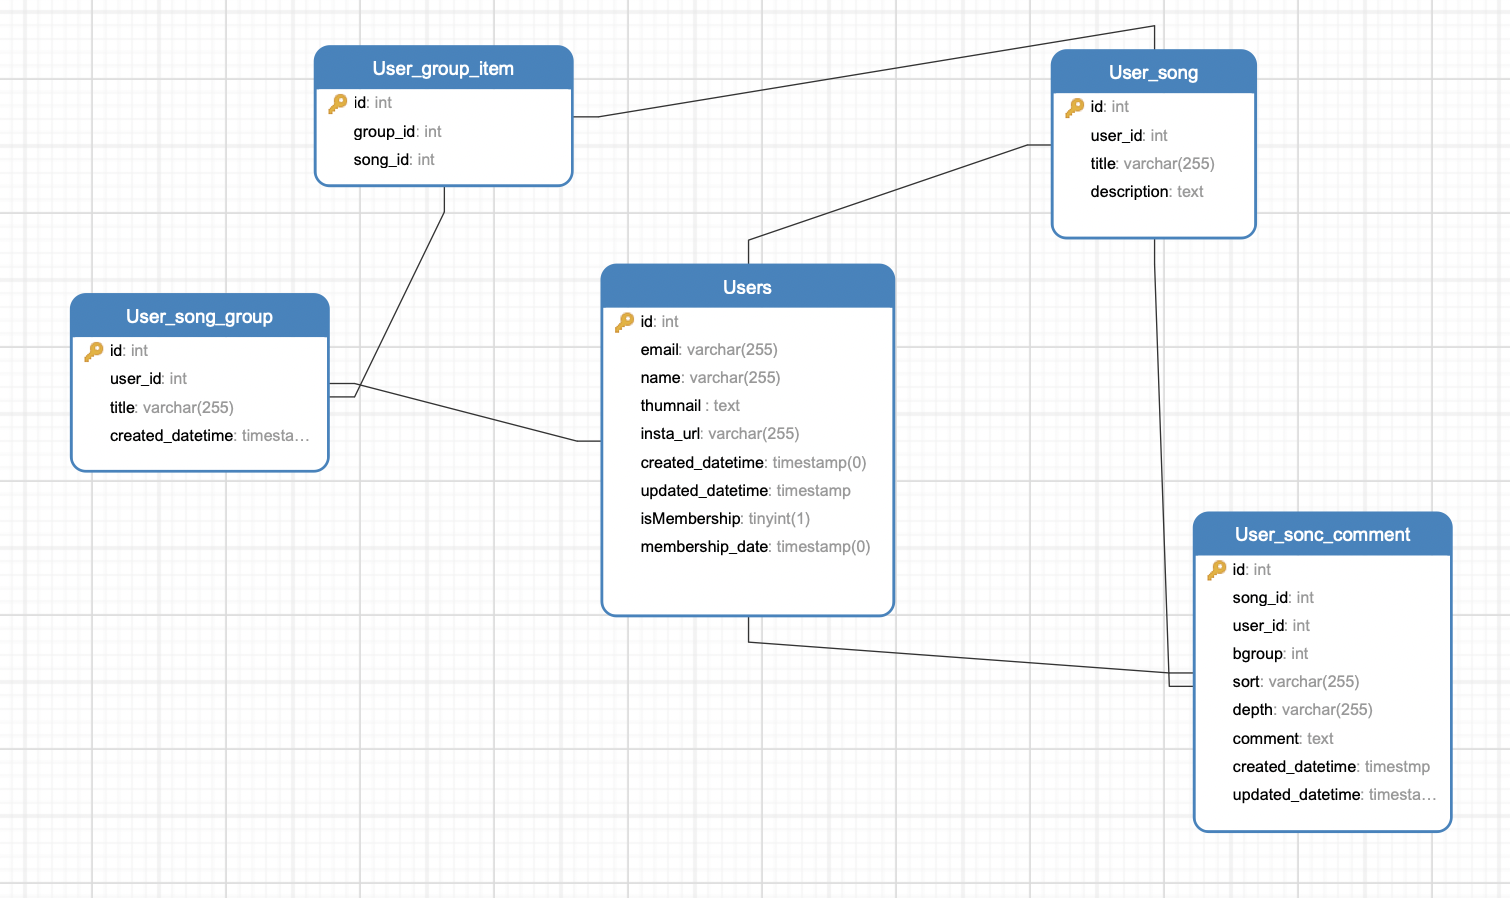 User_group_item
id: int
group_id: int
song_id: int
User_song
id: int
user_id: int
title: varchar(255)
description: text
User_song_group
id: int
user_id: int
title: varchar(255)
created_datetime: timesta...
Users
id: int
email: varchar(255)
name: varchar(255)
thumnail : text
insta_url: varchar(255)
created_datetime: timestamp(0)
updated_datetime: timestamp
isMembership: tinyint(1)
membership_date: timestamp(0)
User_sonc_comment
id: int
song_id: int
user_id: int
bgroup: int
sort: varchar(255)
depth: varchar(255)
comment: text
created_datetime: timestmp
updated_datetime: timesta...